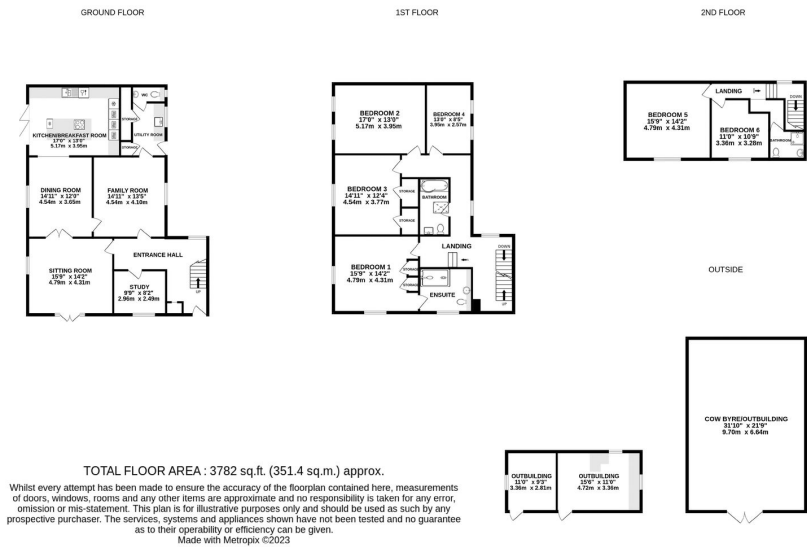 GROUND FLOOR
KITCHEN/BREAKFAST ROOM
17'0" x 13'0"
5.17m x 3.95m
STORAGE
WC
UTILITY ROOM
STORAGE
DINING ROOM
14'11" x 12'0"
4.54m x 3.65m
FAMILY ROOM
14'11" x 13'5"
4.54m x 4.10m
SITTING ROOM
15'9" x 14'2"
4.79m x 4.31m
ENTRANCE HALL
STUDY
9'9" x 8'2"
2.96m x 2.49m
UP
1ST FLOOR
BEDROOM 2
17'0" x 13'0"
5.17m x 3.95m
BEDROOM 4
13'0" x 8'5"
3.95m x 2.57m
BEDROOM 3
14'11" x 12'4"
4.54m x 3.77m
STORAGE
STORAGE
BATHROOM
BEDROOM 1
15'9" x 14'2"
4.79m x 4.31m
STORAGE
STORAGE
LANDING
DOWN
ENSUITE
UP
2ND FLOOR
BEDROOM 5
15'9" x 14'2"
4.79m x 4.31m
LANDING
DOWN
BEDROOM 6
11'0" x 10'9"
3.36m x 3.28m
BATHROOM
OUTSIDE
COW BYRE/OUTBUILDING
31'10" x 21'9"
9.70m x 6.64m
OUTBUILDING
11'0" x 9'3"
3.36m x 2.81m
OUTBUILDING
15'6" x 11'0"
4.72m x 3.36m
TOTAL FLOOR AREA : 3782 sq.ft. (351.4 sq.m.) approx.
Whilst every attempt has been made to ensure the accuracy of the floorplan contained here, measurements
of doors, windows, rooms and any other items are approximate and no responsibility is taken for any error,
omission or mis-statement. This plan is for illustrative purposes only and should be used as such by any
prospective purchaser. The services, systems and appliances shown have not been tested and no guarantee
as to their operability or efficiency can be given.
Made with Metropix ©2023